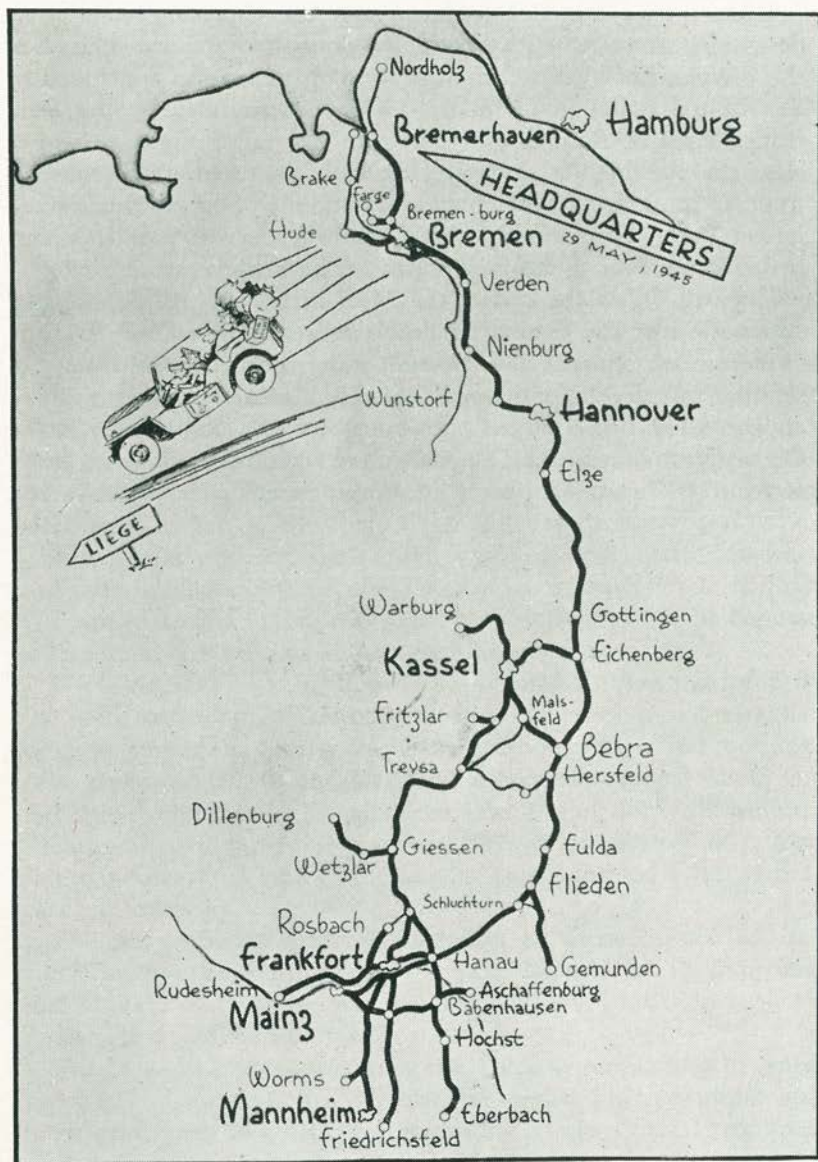 Nordholz
Bremerhaven
Hamburg
HEADQUARTERS
29 MAY, 1945
Brake
Farge
Bremen-burg
Hude
Bremen
Verden
Nienburg
Wunstorf
Hannover
Elze
LIEGE
Warburg
Gottingen
Kassel
Eichenberg
Fritzlar
Mals-
feld
Bebra
Treysa
Hersfeld
Dillenburg
Giessen
Fulda
Wetzlar
Flieden
Schluchturn
Rosbach
Frankfort
Hanau
Gemunden
Rudesheim
Aschaffenburg
Mainz
Babenhausen
Hochst
Worms
Mannheim
Eberbach
Friedrichsfeld